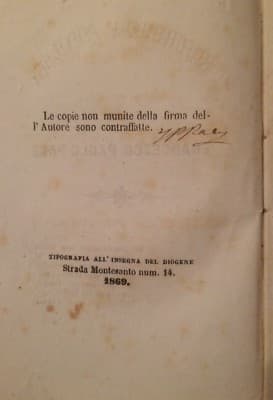 Le copie non munite della firma del-
l'Autore sono contraffatte.
TIPOGRAFIA ALL'INSEGNA DEL DIOGENE
Strada Montesanto num. 14.
1869.